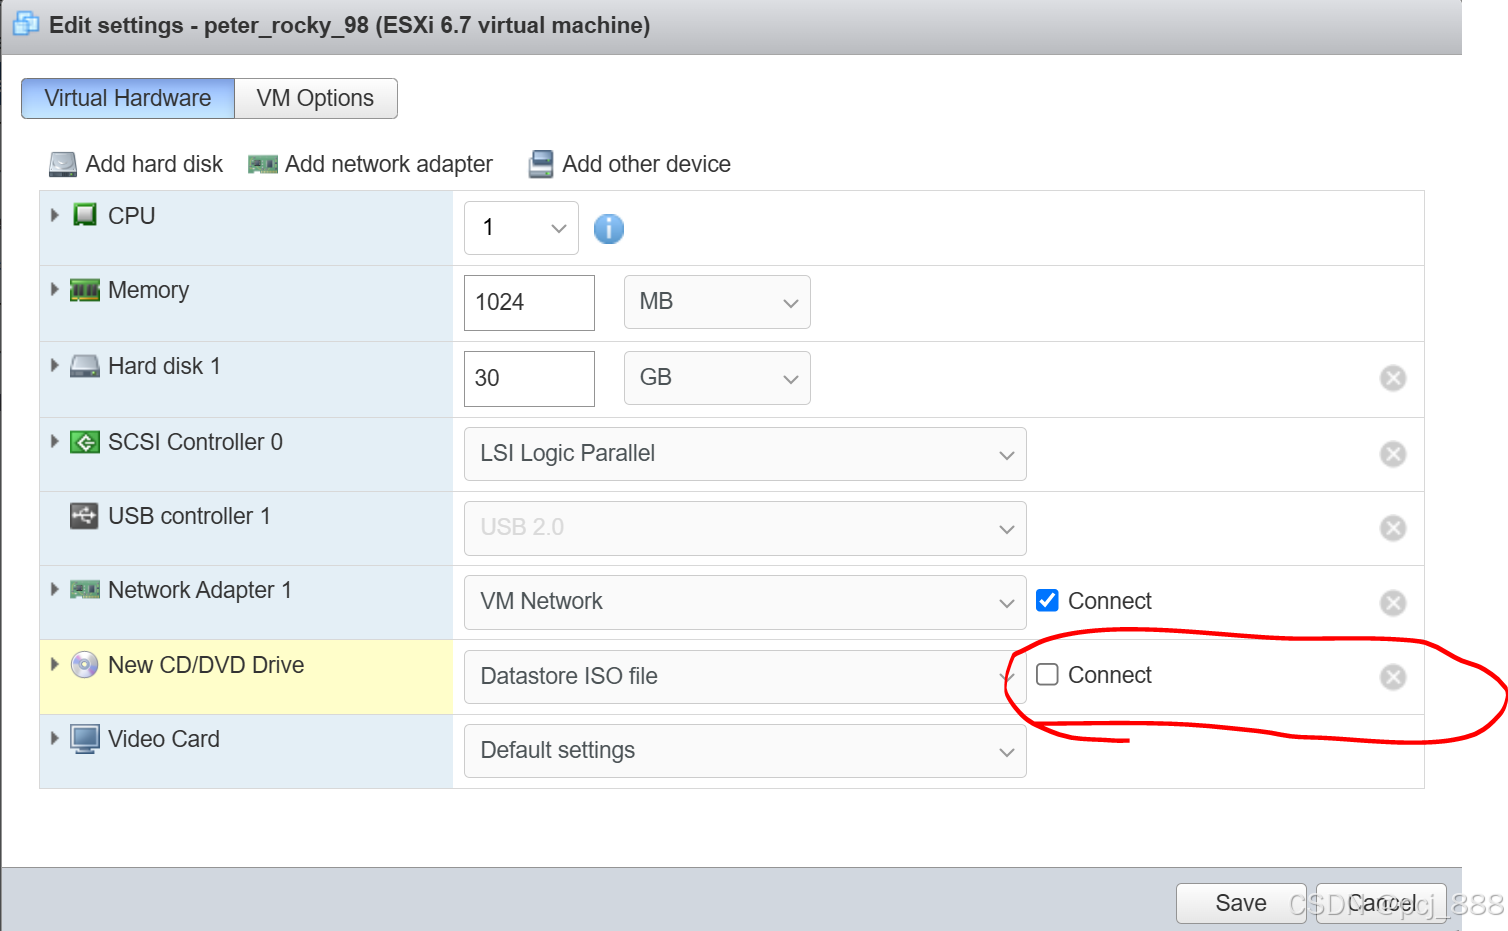 Edit settings - peter_rocky_98 (ESXi 6.7 virtual machine)
Virtual Hardware VM Options
Add hard disk Add network adapter Add other device
CPU 1 i
Memory 1024 MB
Hard disk 1 30 GB
SCSI Controller 0 LSI Logic Parallel
USB controller 1 USB 2.0
Network Adapter 1 VM Network Connect
New CD/DVD Drive Datastore ISO file Connect
Video Card Default settings
Save Cancel
CSDN @pcj_888